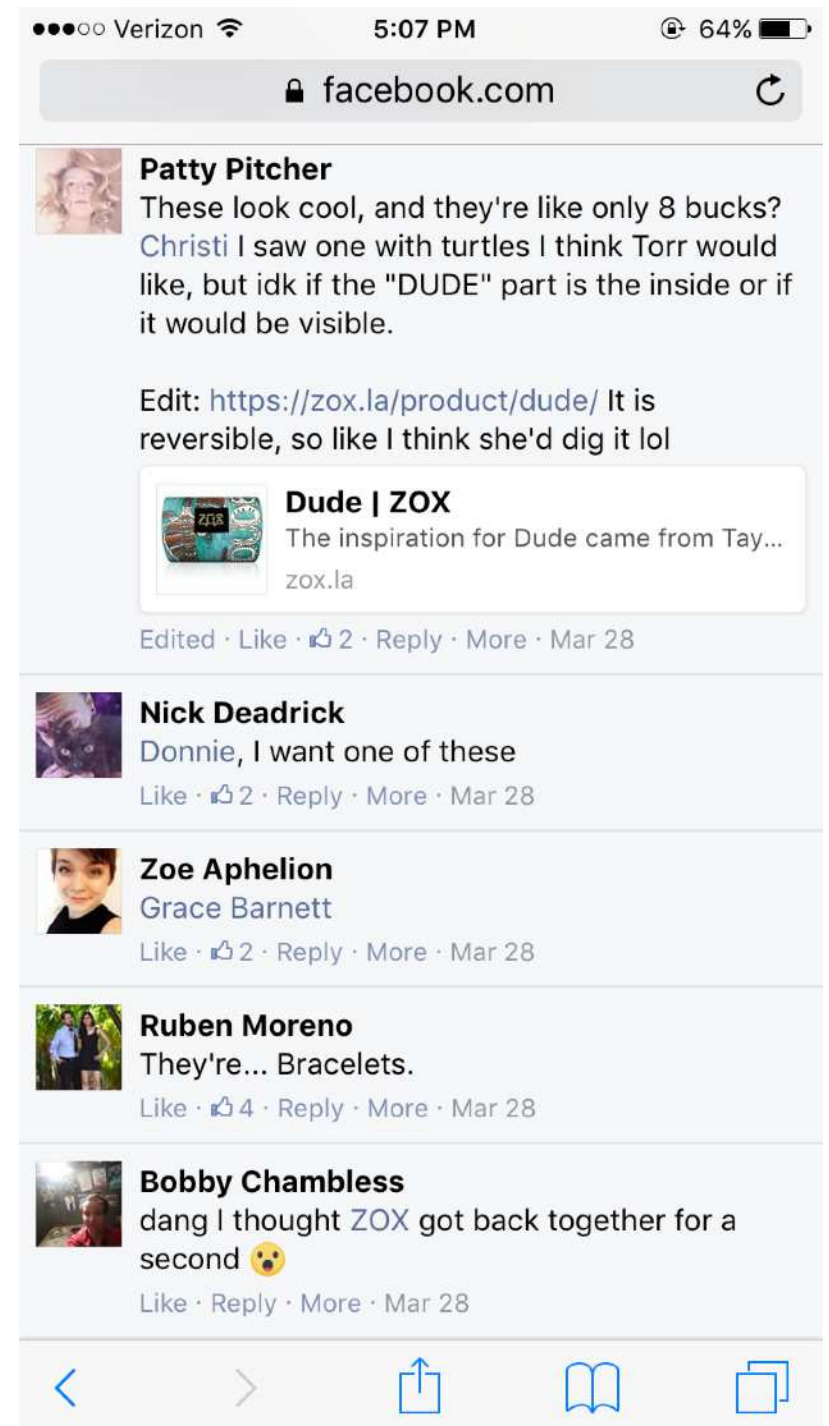 Verizon 5:07 PM 64%
facebook.com
Patty Pitcher
These look cool, and they're like only 8 bucks?
Christi I saw one with turtles I think Torr would
like, but idk if the "DUDE" part is the inside or if
it would be visible.
Edit: https://zox.la/product/dude/ It is
reversible, so like I think she'd dig it lol
Dude | ZOX
The inspiration for Dude came from Tay...
zox.la
Edited · Like · 2 · Reply · More · Mar 28
Nick Deadrick
Donnie, I want one of these
Like · 2 · Reply · More · Mar 28
Zoe Aphelion
Grace Barnett
Like · 2 · Reply · More · Mar 28
Ruben Moreno
They're... Bracelets.
Like · 4 · Reply · More · Mar 28
Bobby Chambless
dang I thought ZOX got back together for a
second 😮
Like · Reply · More · Mar 28